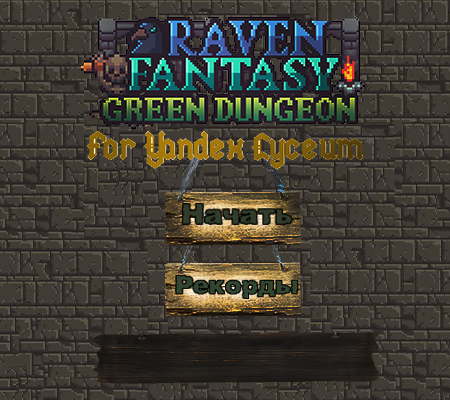 RAVEN
FANTASY
GREEN DUNGEON
for Yandex Lyceum
Начать
Рекорды